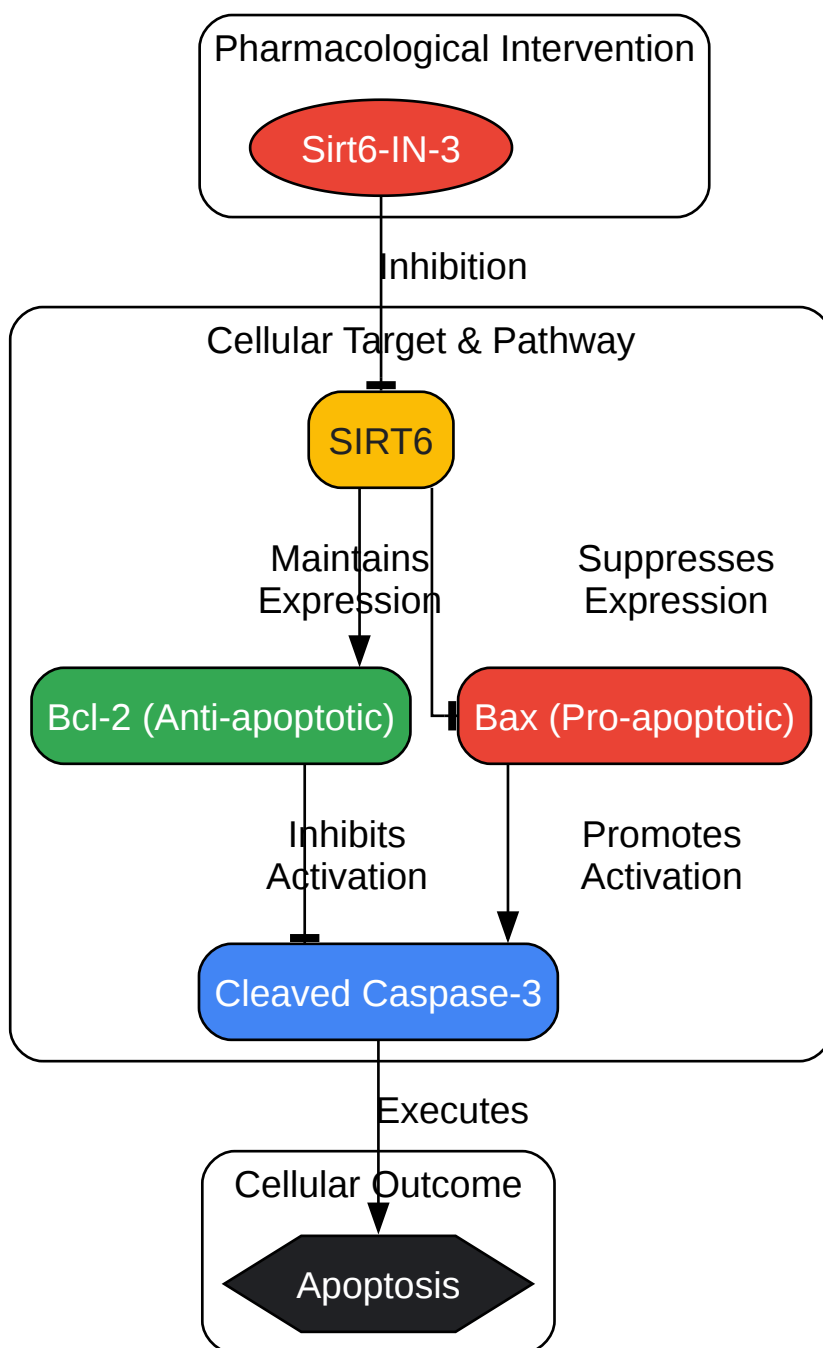 Pharmacological Intervention
Sirt6-IN-3
Inhibition
Cellular Target & Pathway
SIRT6
Maintains
Expression
Suppresses
Expression
Bcl-2 (Anti-apoptotic)
Bax (Pro-apoptotic)
Inhibits
Activation
Promotes
Activation
Cleaved Caspase-3
Executes
Cellular Outcome
Apoptosis